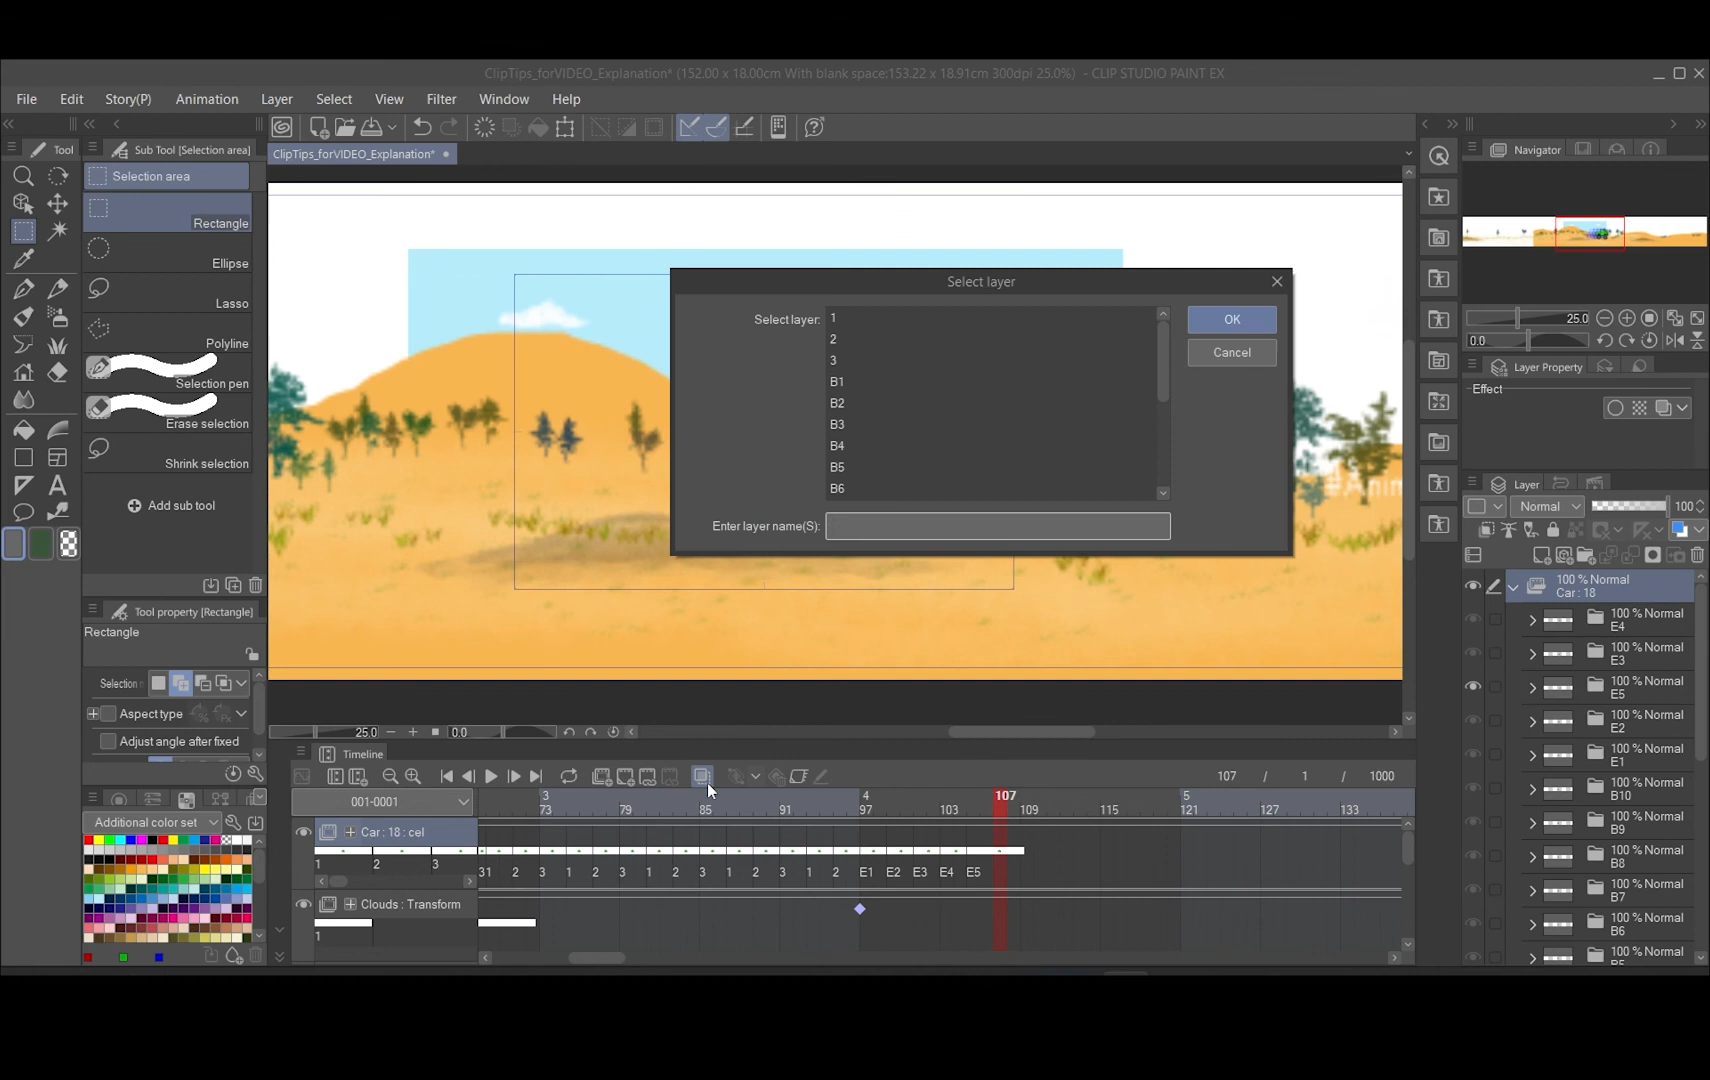 ClipTips_forVIDEO_Explanation* (152.00 x 18.00cm With blank space:153.22 x 18.91cm 300dpi 25.0%) - CLIP STUDIO PAINT EX
File Edit Story(P) Animation Layer Select View Filter Window Help
ClipTips_forVIDEO_Explanation*
Tool
Sub Tool [Selection area]
Selection area
Rectangle
Ellipse
Lasso
Polyline
Selection pen
Erase selection
Shrink selection
Add sub tool
Tool property [Rectangle]
Rectangle
Selection
Aspect type
Adjust angle after fixed
Additional color set
Select layer
Select layer:
1
2
3
B1
B2
B3
B4
B5
B6
OK
Cancel
Enter layer name(S):
#Anim
25.0
0.0
Timeline
107 / 1 / 1000
001-0001
3 4 107 5
73 79 85 91 97 103 109 115 121 127 133
Car : 18 : cel
1 2 3
31 2 3 1 2 3 1 2 3 1 2 3 1 2 E1 E2 E3 E4 E5
Clouds : Transform
1
Navigator
25.0
0.0
Layer Property
Effect
Layer
Normal 100
100 % Normal
Car : 18
100 % Normal
E4
100 % Normal
E3
100 % Normal
E5
100 % Normal
E2
100 % Normal
E1
100 % Normal
B10
100 % Normal
B9
100 % Normal
B8
100 % Normal
B7
100 % Normal
B6
100 % Normal
B5